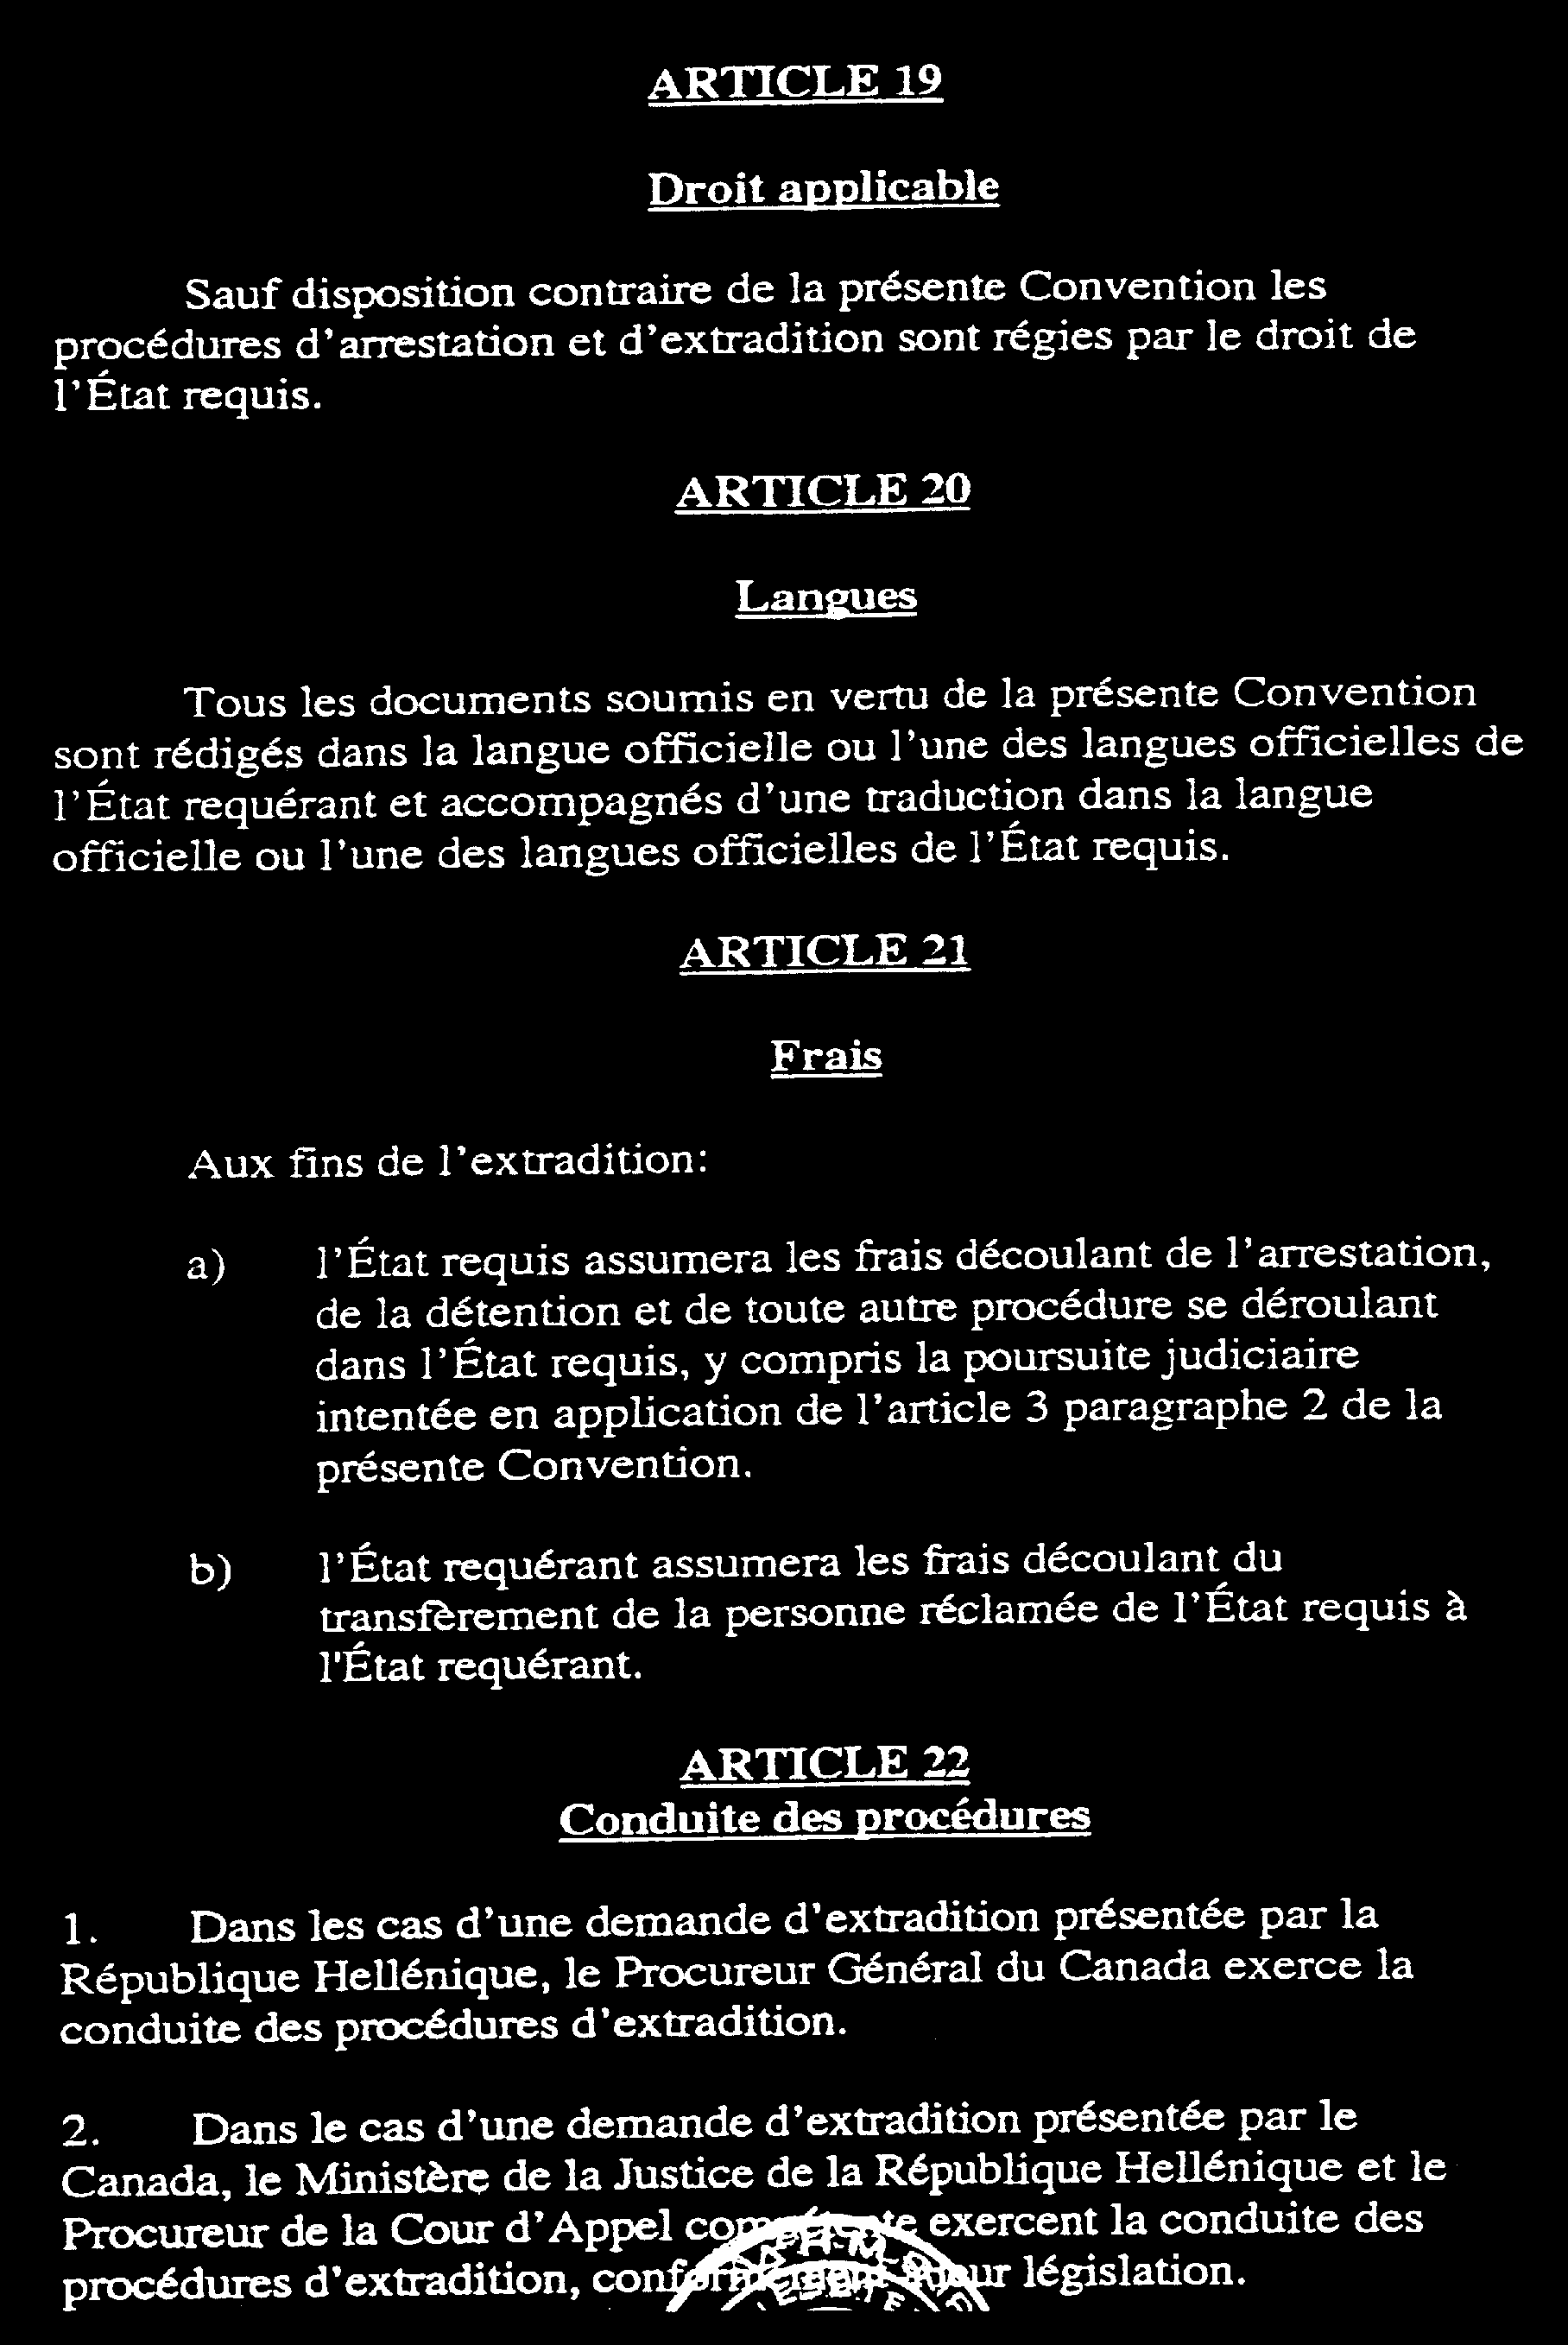 ARTICLE 19
Droit applicable
Sauf disposition contraire de la présente Convention les
procédures d'arrestation et d'extradition sont régies par le droit de
l'État requis.
ARTICLE 20
Langues
Tous les documents soumis en vertu de la présente Convention
sont rédigés dans la langue officielle ou l'une des langues officielles de
l'État requérant et accompagnés d'une traduction dans la langue
officielle ou l'une des langues officielles de l'État requis.
ARTICLE 21
Frais
Aux fins de l'extradition:
a) l'État requis assumera les frais découlant de l'arrestation,
de la détention et de toute autre procédure se déroulant
dans l'État requis, y compris la poursuite judiciaire
intentée en application de l'article 3 paragraphe 2 de la
présente Convention.
b) l'État requérant assumera les frais découlant du
transfèrement de la personne réclamée de l'État requis à
l'État requérant.
ARTICLE 22
Conduite des procédures
1. Dans les cas d'une demande d'extradition présentée par la
République Hellénique, le Procureur Général du Canada exerce la
conduite des procédures d'extradition.
2. Dans le cas d'une demande d'extradition présentée par le
Canada, le Ministère de la Justice de la République Hellénique et le
Procureur de la Cour d'Appel compétente exercent la conduite des
procédures d'extradition, conformément à leur législation.